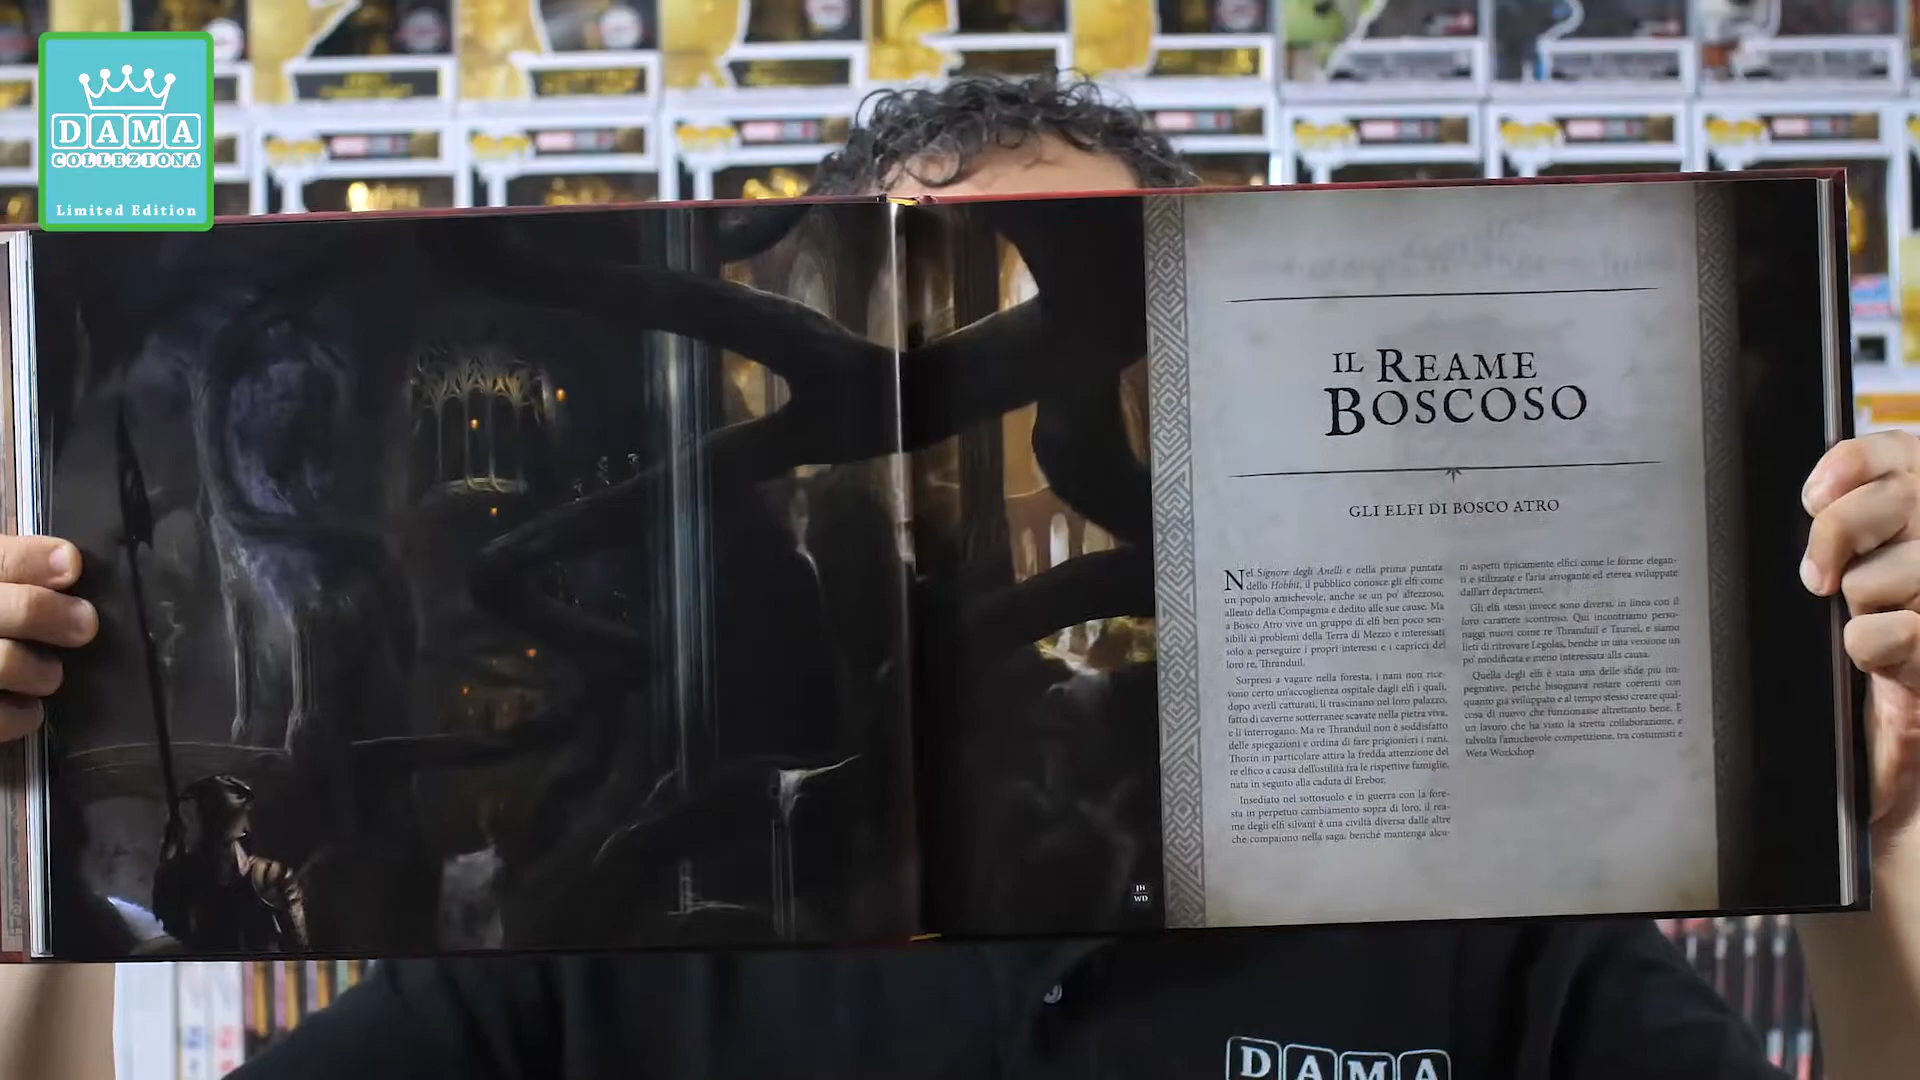 DAMA
COLLEZIONA
Limited Edition
IL REAME
BOSCOSO
GLI ELFI DI BOSCO ATRO
Nel Signore degli Anelli e nella prima puntata
dello Hobbit, il pubblico conosce gli elfi come
un popolo amichevole, anche se un po' altezzoso,
alleato della Compagnia e dedito alle sue cause. Ma
a Bosco Atro vive un gruppo di elfi ben poco sen-
sibili ai problemi della Terra di Mezzo e interessati
solo a perseguire i propri interessi e i capricci del
loro re, Thranduil.
Sorpresi a vagare nella foresta, i nani non rice-
vono certo un'accoglienza ospitale dagli elfi i quali,
dopo averli catturati, li trascinano nel loro palazzo,
fatto di caverne sotterranee scavate nella pietra viva,
e li interrogano. Ma re Thranduil non è soddisfatto
delle spiegazioni e ordina di fare prigionieri i nani.
Thorin in particolare attira la fredda attenzione del
re elfico a causa dell'ostilità fra le rispettive famiglie,
nata in seguito alla caduta di Erebor.
Insediato nel sottosuolo e in guerra con la fore-
sta in perpetuo cambiamento sopra di loro, il rea-
me degli elfi silvani è una civiltà diversa dalle altre
che compaiono nella saga, benché mantenga alcu-
ni aspetti tipicamente elfici come le forme elegan-
ti e stilizzate e l'aria arrogante ed eterea sviluppate
dall'art department.
Gli elfi stessi invece sono diversi, in linea con il
loro carattere scontroso. Qui incontriamo perso-
naggi nuovi come re Thranduil e Tauriel, e siamo
lieti di ritrovare Legolas, benché in una versione un
po' modificata e meno interessata alla causa.
Quella degli elfi è stata una delle sfide più im-
pegnative, perché bisognava restare coerenti con
quanto già sviluppato e al tempo stesso creare qual-
cosa di nuovo che funzionasse altrettanto bene. È
un lavoro che ha visto la stretta collaborazione, e
talvolta l'amichevole competizione, tra costumisti e
Weta Workshop.
JH
WD
DAMA